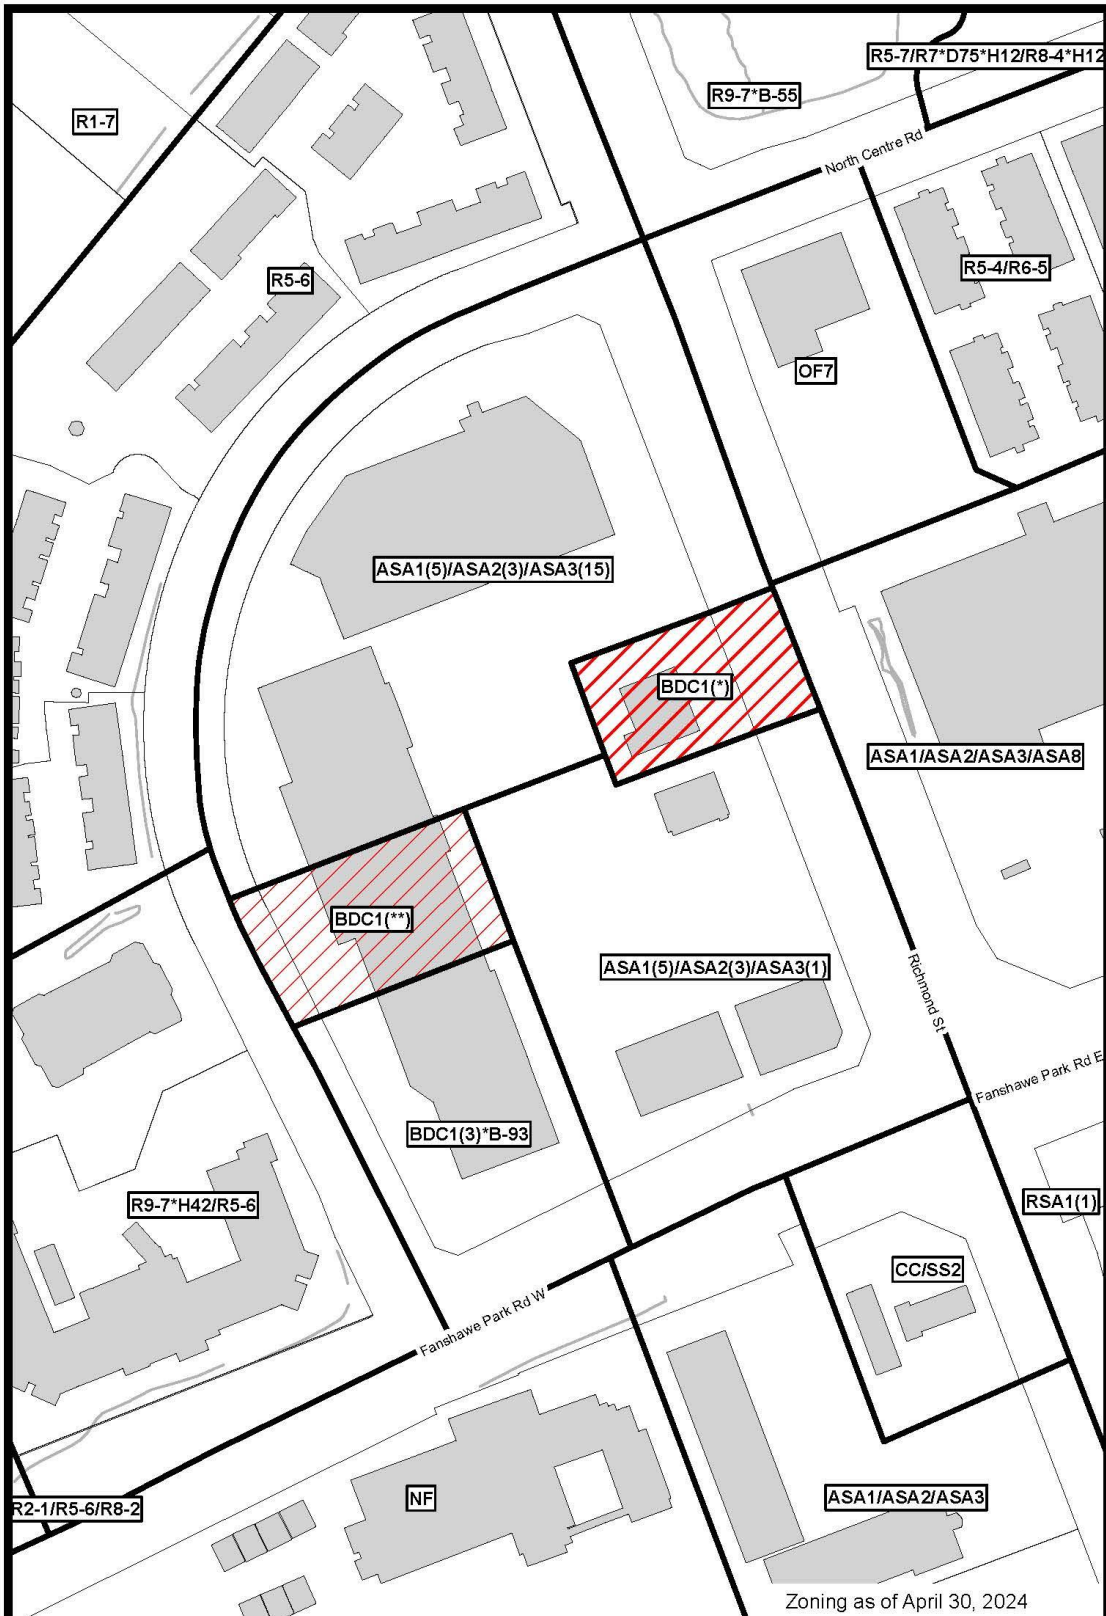 R5-7/R7*D75*H12/R8-4*H12
R9-7*B-55
R1-7
North Centre Rd
R5-4/R6-5
R5-6
OF7
ASA1(5)/ASA2(3)/ASA3(15)
BDC1(*)
ASA1/ASA2/ASA3/ASA8
BDC1(**)
ASA1(5)/ASA2(3)/ASA3(1)
Richmond St
Fanshawe Park Rd E
BDC1(3)*B-93
R9-7*H42/R5-6
RSA1(1)
CC/SS2
Fanshawe Park Rd W
NF
ASA1/ASA2/ASA3
R2-1/R5-6/R8-2
Zoning as of April 30, 2024